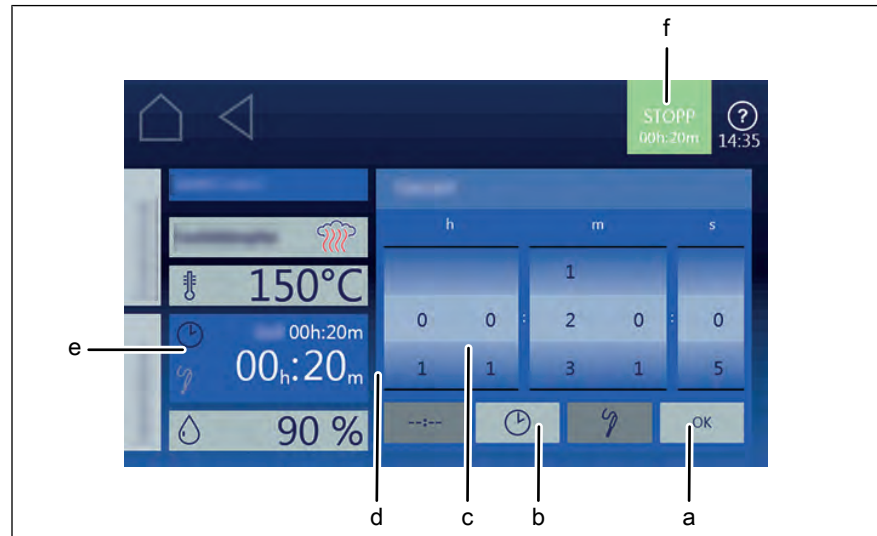 f
STOPP
00h:20m
?
14:35
h m s
150°C
1
0 0 : 2 0 : 0
1 1 3 1 5
00h:20m
00h:20m
e
90 %
--:-- OK
d c b a